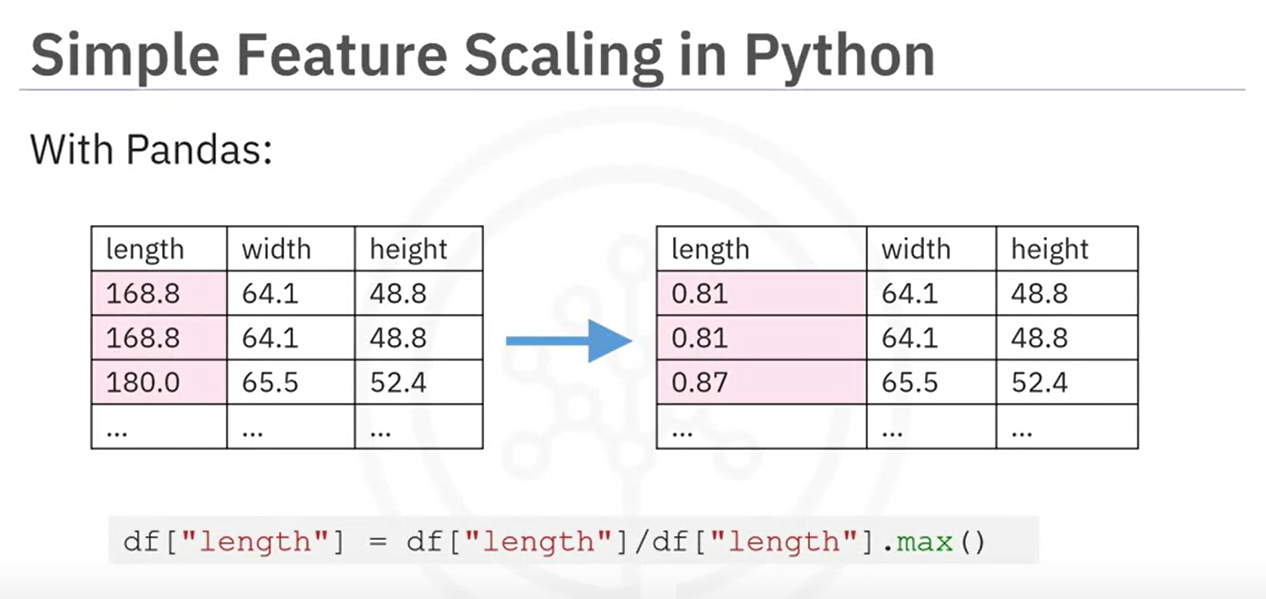 Simple Feature Scaling in Python
With Pandas:
length width height
168.8 64.1 48.8
168.8 64.1 48.8
180.0 65.5 52.4
... ... ...
length width height
0.81 64.1 48.8
0.81 64.1 48.8
0.87 65.5 52.4
... ... ...
df["length"] = df["length"]/df["length"].max()